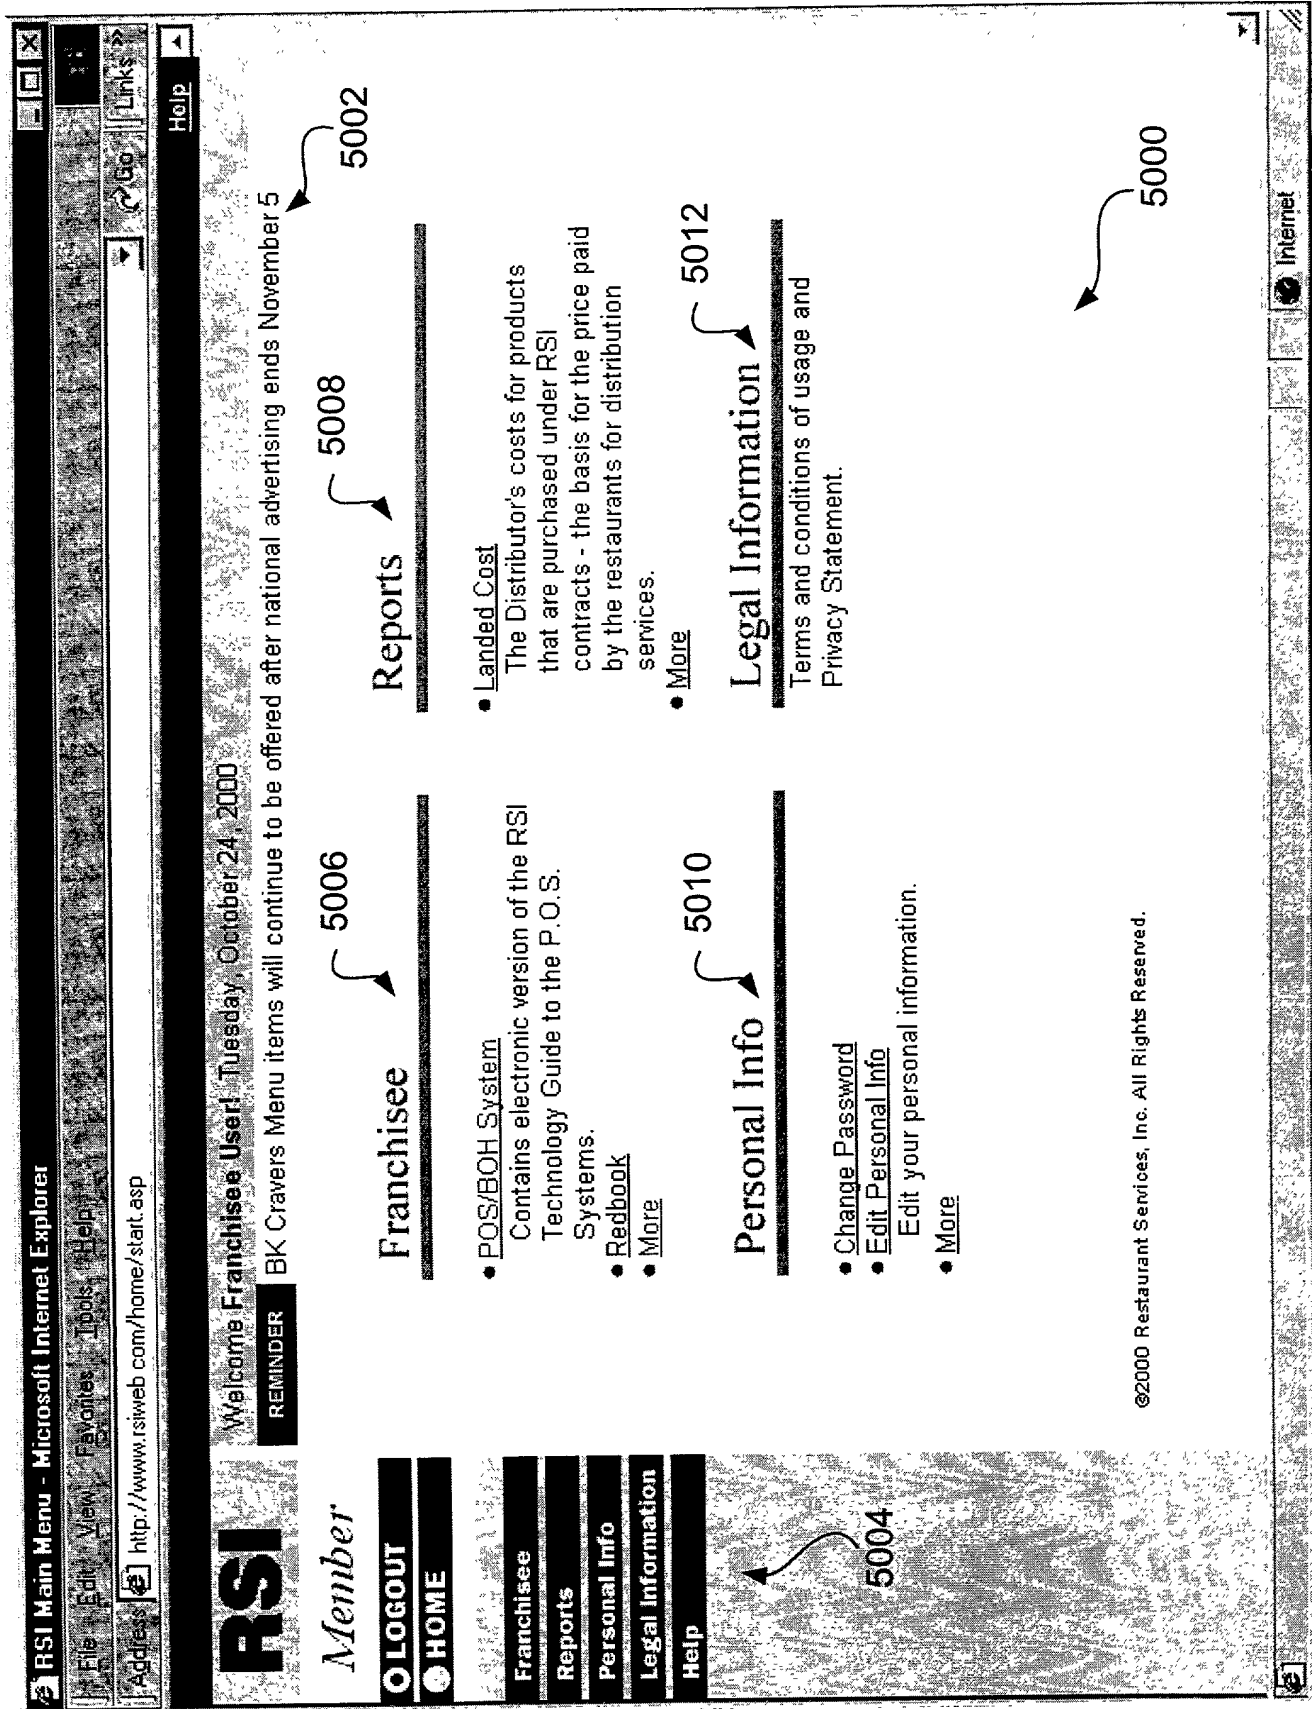 RSI Main Menu - Microsoft Internet Explorer
File Edit View Favorites Tools Help
Address http://www.rsiweb.com/home/start.asp
Go Links »
Help
RSI
Welcome Franchisee User! Tuesday, October 24, 2000
REMINDER BK Cravers Menu items will continue to be offered after national advertising ends November 5
5002
Member
LOGOUT
HOME
Franchisee
Reports
Personal Info
Legal Information
Help
5004
5006
Franchisee
• POS/BOH System
Contains electronic version of the RSI
Technology Guide to the P.O.S.
Systems.
• Redbook
• More
5008
Reports
• Landed Cost
The Distributor's costs for products
that are purchased under RSI
contracts - the basis for the price paid
by the restaurants for distribution
services.
• More
5010
Personal Info
• Change Password
• Edit Personal Info
Edit your personal information.
• More
5012
Legal Information
Terms and conditions of usage and
Privacy Statement.
5000
©2000 Restaurant Services, Inc. All Rights Reserved.
Internet